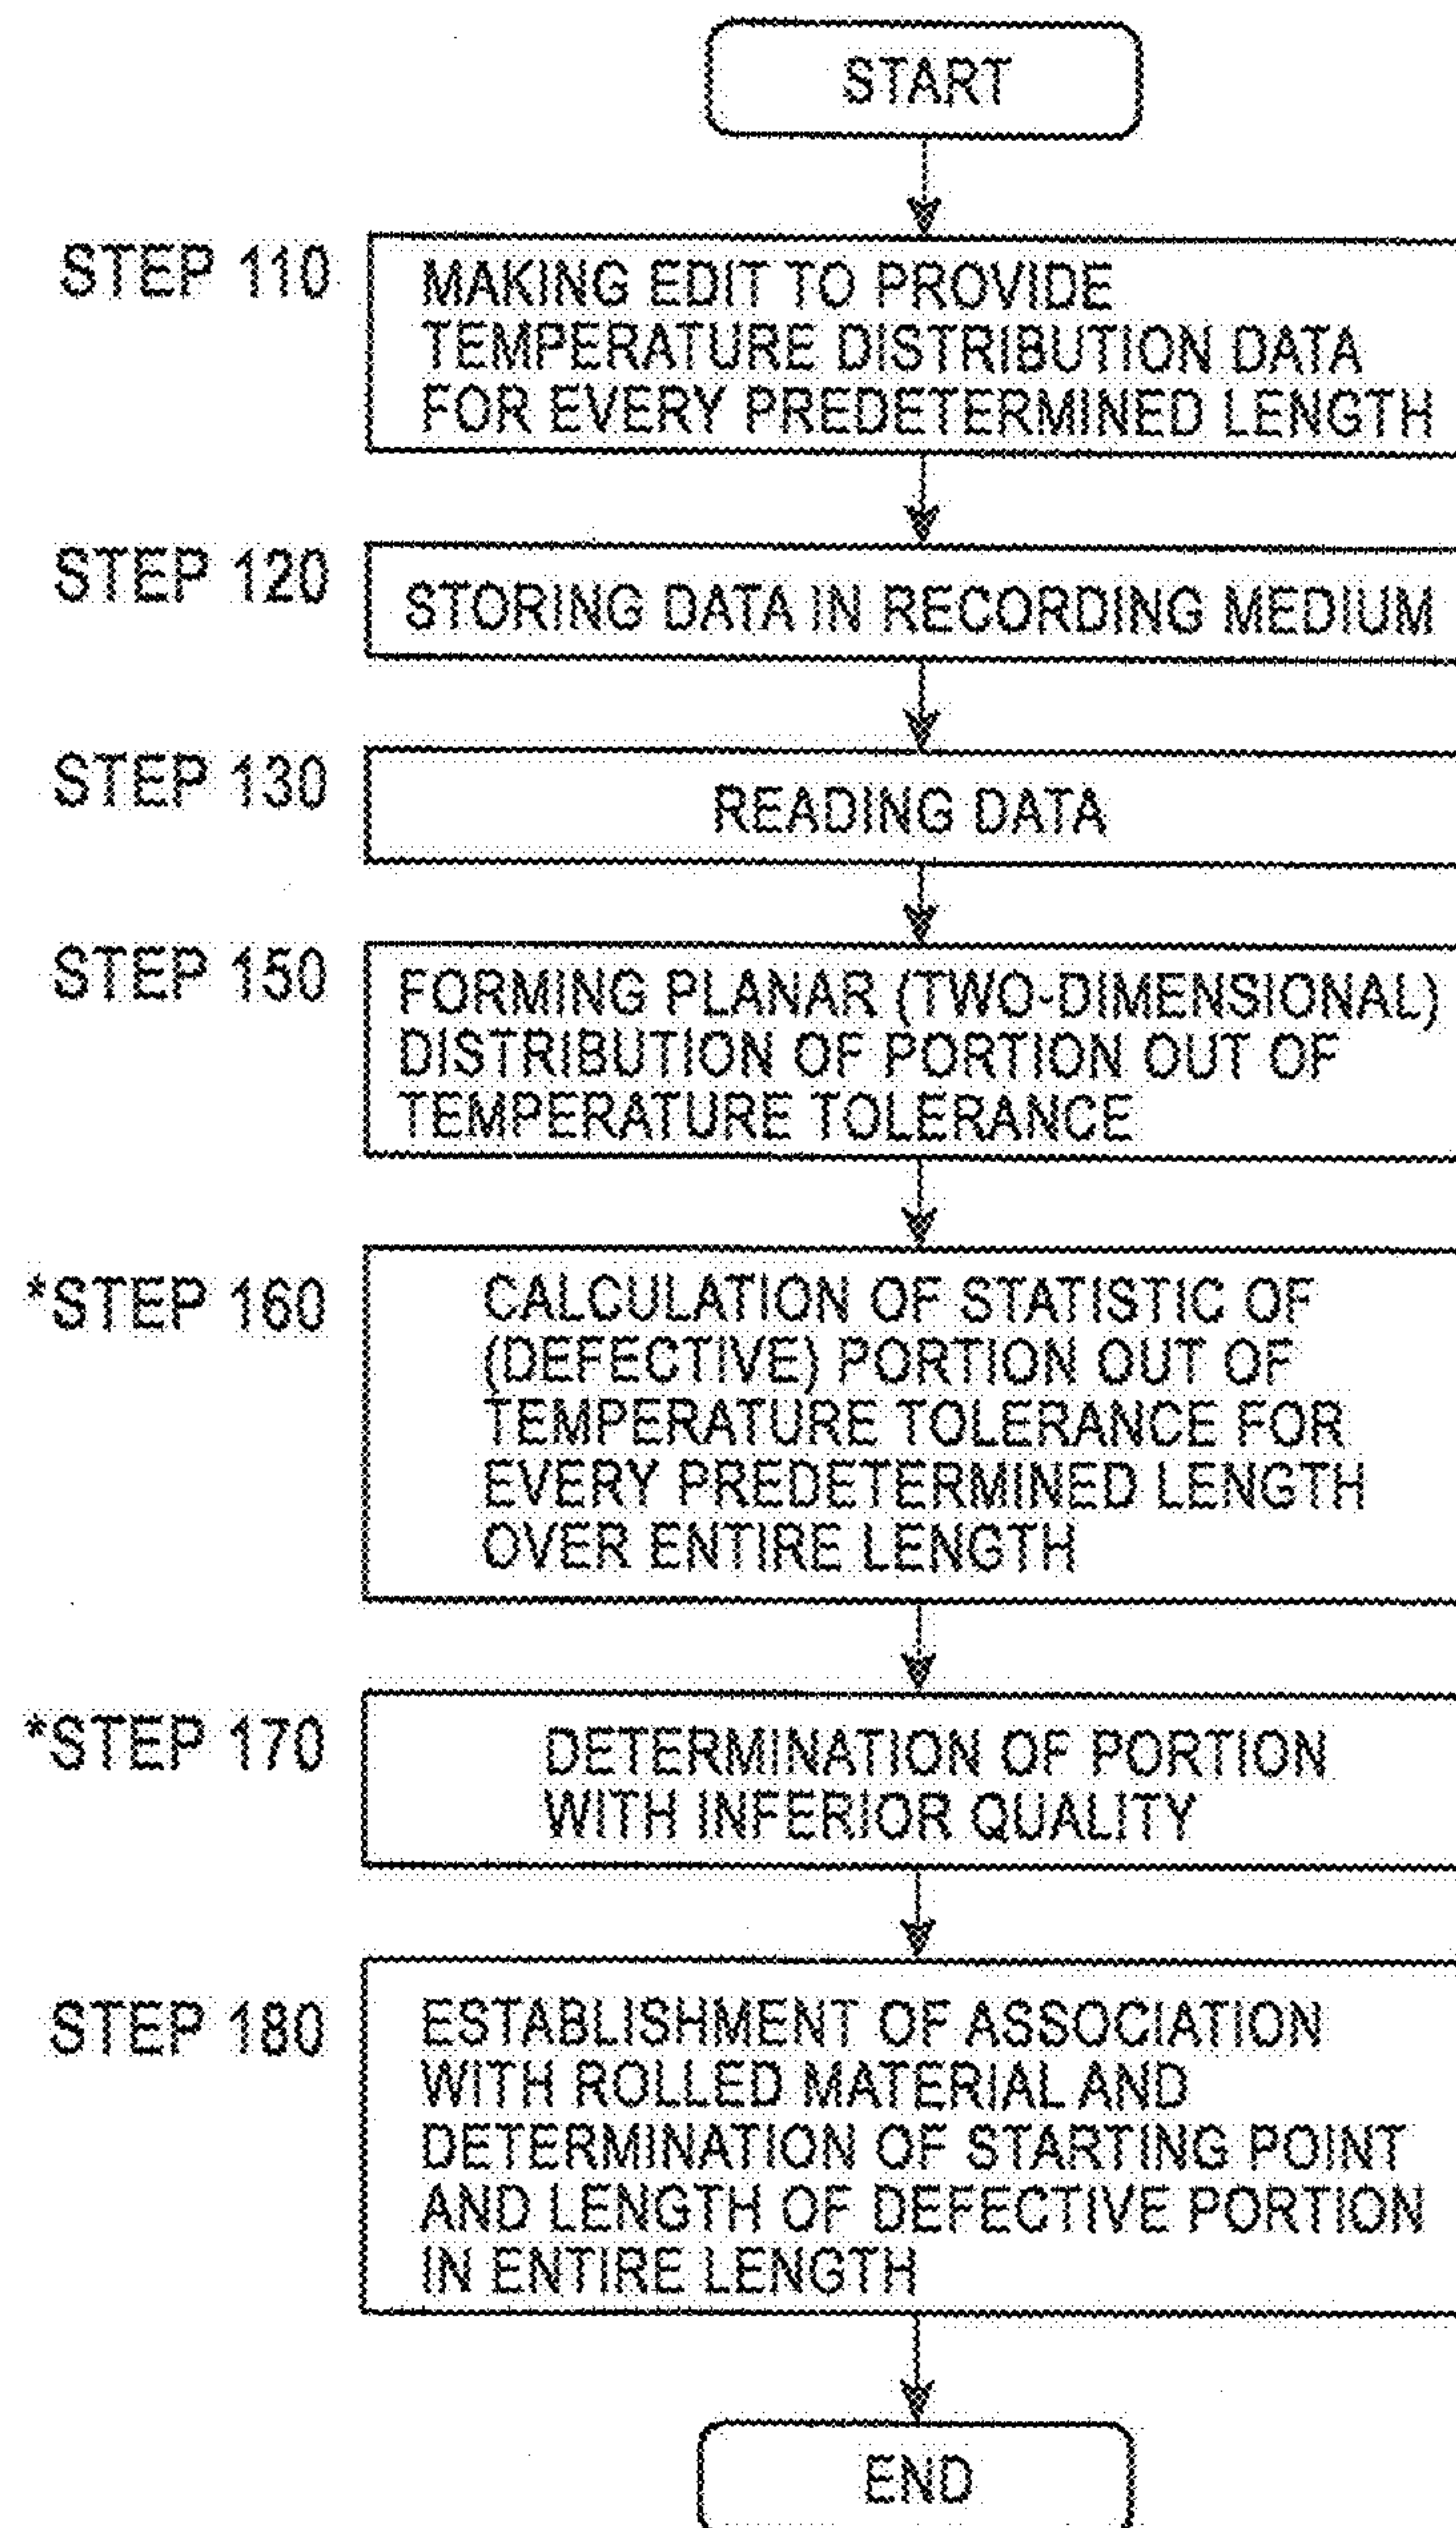 START
STEP 110
MAKING EDIT TO PROVIDE
TEMPERATURE DISTRIBUTION DATA
FOR EVERY PREDETERMINED LENGTH
STEP 120
STORING DATA IN RECORDING MEDIUM
STEP 130
READING DATA
STEP 150
FORMING PLANAR (TWO-DIMENSIONAL)
DISTRIBUTION OF PORTION OUT OF
TEMPERATURE TOLERANCE
*STEP 160
CALCULATION OF STATISTIC OF
(DEFECTIVE) PORTION OUT OF
TEMPERATURE TOLERANCE FOR
EVERY PREDETERMINED LENGTH
OVER ENTIRE LENGTH
*STEP 170
DETERMINATION OF PORTION
WITH INFERIOR QUALITY
STEP 180
ESTABLISHMENT OF ASSOCIATION
WITH ROLLED MATERIAL AND
DETERMINATION OF STARTING POINT
AND LENGTH OF DEFECTIVE PORTION
IN ENTIRE LENGTH
END